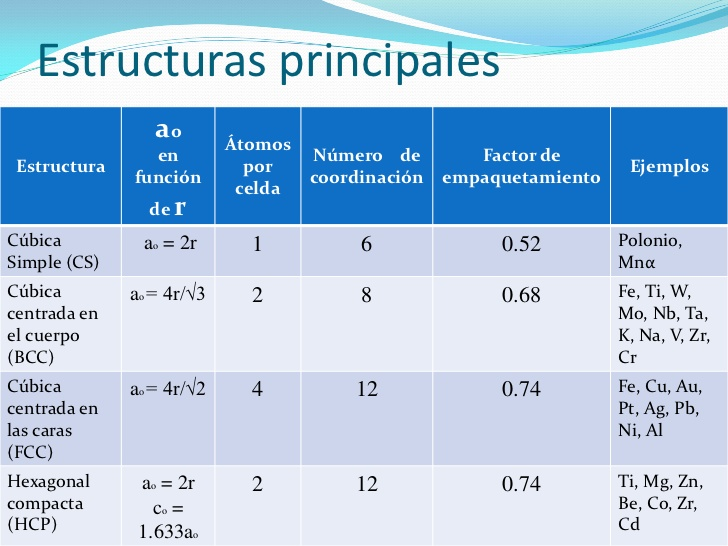 Estructuras principales
Estructura
aₒ
en
función
de r
Átomos
por
celda
Número de
coordinación
Factor de
empaquetamiento
Ejemplos
Cúbica
Simple (CS)
aₒ = 2r
1
6
0.52
Polonio,
Mnα
Cúbica
centrada en
el cuerpo
(BCC)
aₒ= 4r/√3
2
8
0.68
Fe, Ti, W,
Mo, Nb, Ta,
K, Na, V, Zr,
Cr
Cúbica
centrada en
las caras
(FCC)
aₒ= 4r/√2
4
12
0.74
Fe, Cu, Au,
Pt, Ag, Pb,
Ni, Al
Hexagonal
compacta
(HCP)
aₒ = 2r
cₒ =
1.633aₒ
2
12
0.74
Ti, Mg, Zn,
Be, Co, Zr,
Cd